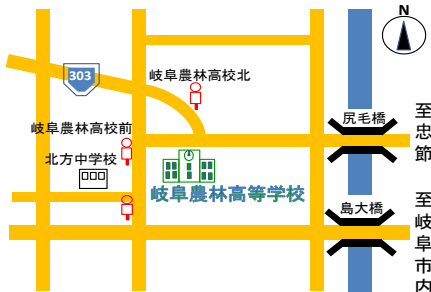 N
303
岐阜農林高校北
岐阜農林高校前
尻毛橋
至忠節
北方中学校
岐阜農林高等学校
島大橋
至岐阜市内